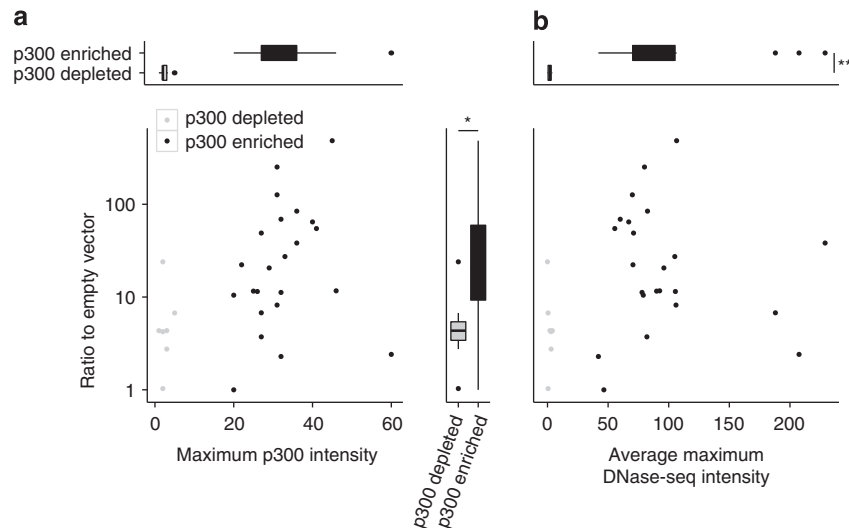 a
b
p300 enriched
p300 depleted
**
p300 depleted
p300 enriched
*
Ratio to empty vector
100
10
1
0 20 40 60
Maximum p300 intensity
p300 depleted
p300 enriched
0 50 100 150 200
Average maximum
DNase-seq intensity